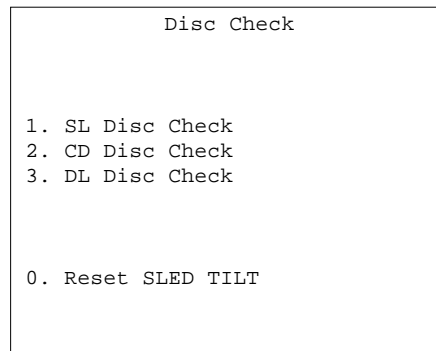 Disc Check
1. SL Disc Check
2. CD Disc Check
3. DL Disc Check
0. Reset SLED TILT